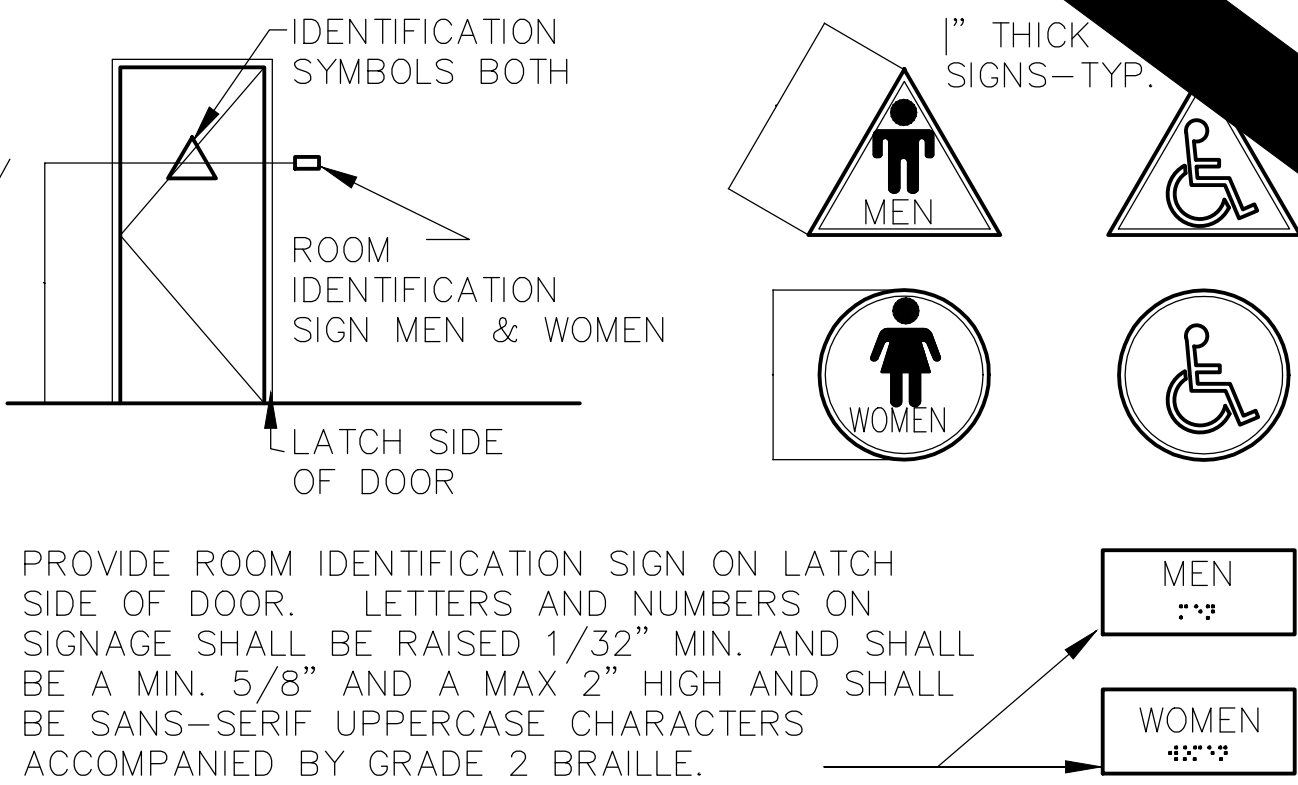 IDENTIFICATION
SYMBOLS BOTH
ROOM
IDENTIFICATION
SIGN MEN & WOMEN
LATCH SIDE
OF DOOR
|” THICK
SIGNS-TYP.
MEN
WOMEN
PROVIDE ROOM IDENTIFICATION SIGN ON LATCH
SIDE OF DOOR. LETTERS AND NUMBERS ON
SIGNAGE SHALL BE RAISED 1/32” MIN. AND SHALL
BE A MIN. 5/8” AND A MAX 2” HIGH AND SHALL
BE SANS-SERIF UPPERCASE CHARACTERS
ACCOMPANIED BY GRADE 2 BRAILLE.
MEN
WOMEN